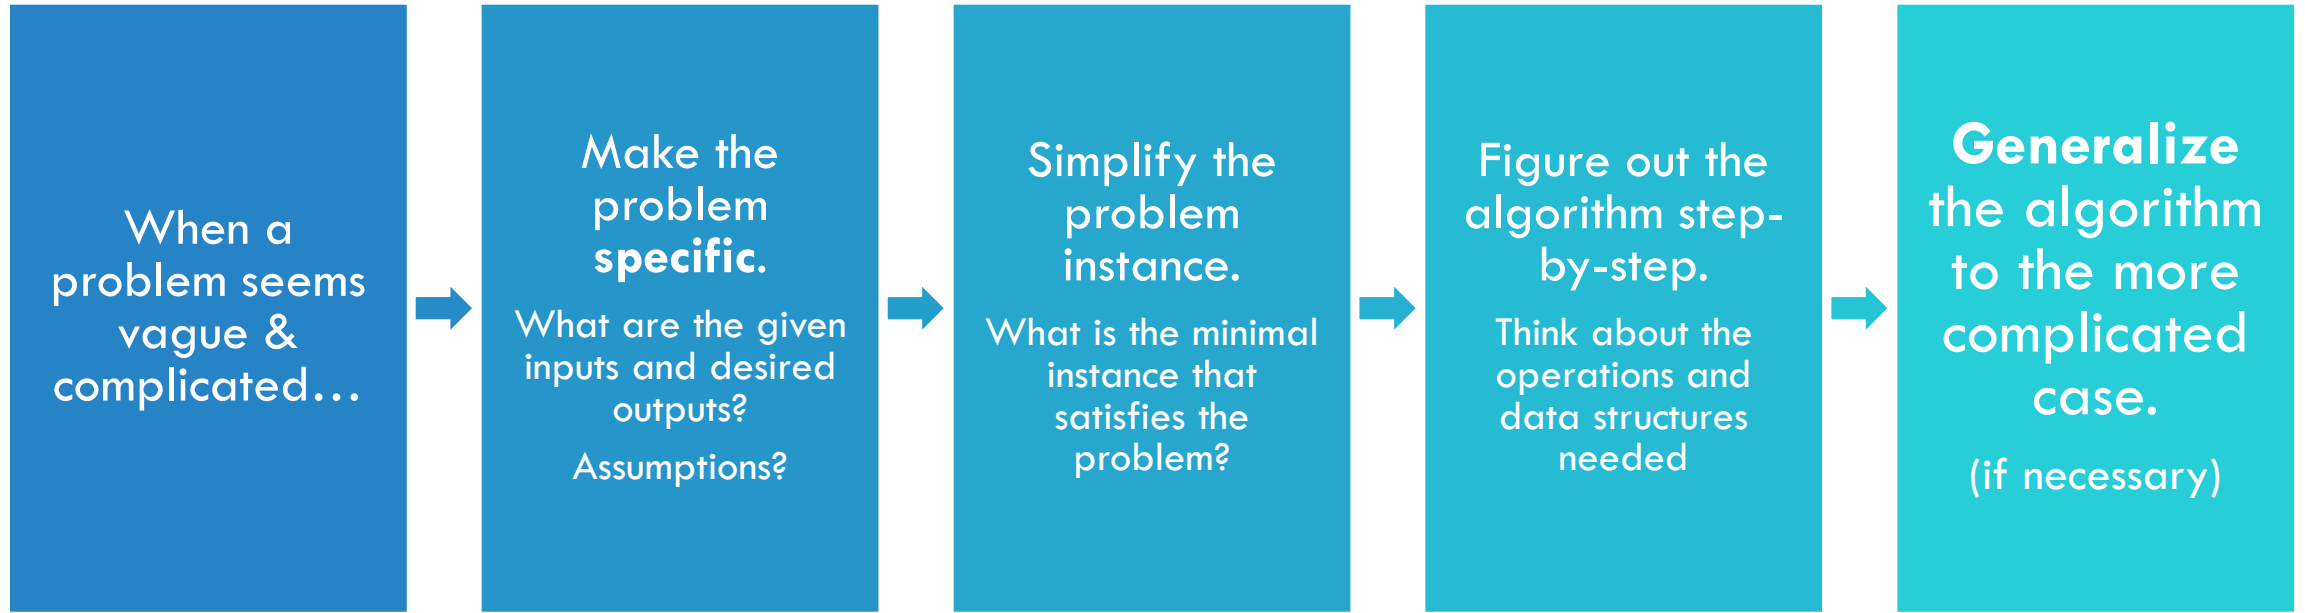 When a
problem seems
vague &
complicated…
Make the
problem
specific.
What are the given
inputs and desired
outputs?
Assumptions?
Simplify the
problem
instance.
What is the minimal
instance that
satisfies the
problem?
Figure out the
algorithm step-
by-step.
Think about the
operations and
data structures
needed
Generalize
the algorithm
to the more
complicated
case.
(if necessary)